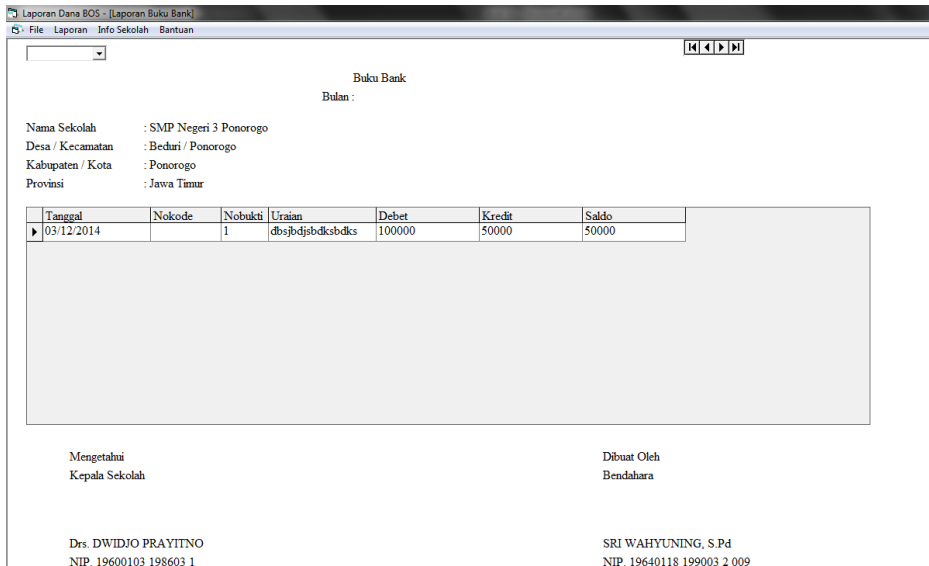 Laporan Dana BOS - [Laporan Buku Bank]
File Laporan Info Sekolah Bantuan
Buku Bank
Bulan :
Nama Sekolah : SMP Negeri 3 Ponorogo
Desa / Kecamatan : Beduri / Ponorogo
Kabupaten / Kota : Ponorogo
Provinsi : Jawa Timur
Tanggal Nokode Nobukti Uraian Debet Kredit Saldo
03/12/2014 1 dbsjbdjsbdksbdks 100000 50000 50000
Mengetahui Dibuat Oleh
Kepala Sekolah Bendahara
Drs. DWIDJO PRAYITNO SRI WAHYUNING, S.Pd
NIP. 19600103 198603 1 NIP. 19640118 199003 2 009